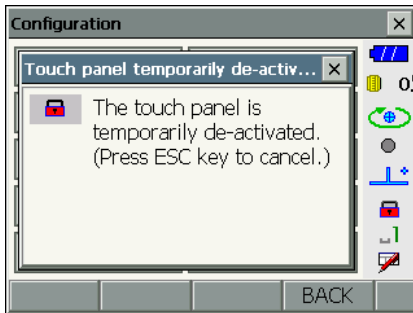 Configuration
Touch panel temporarily de-activ...
The touch panel is
temporarily de-activated.
(Press ESC key to cancel.)
BACK